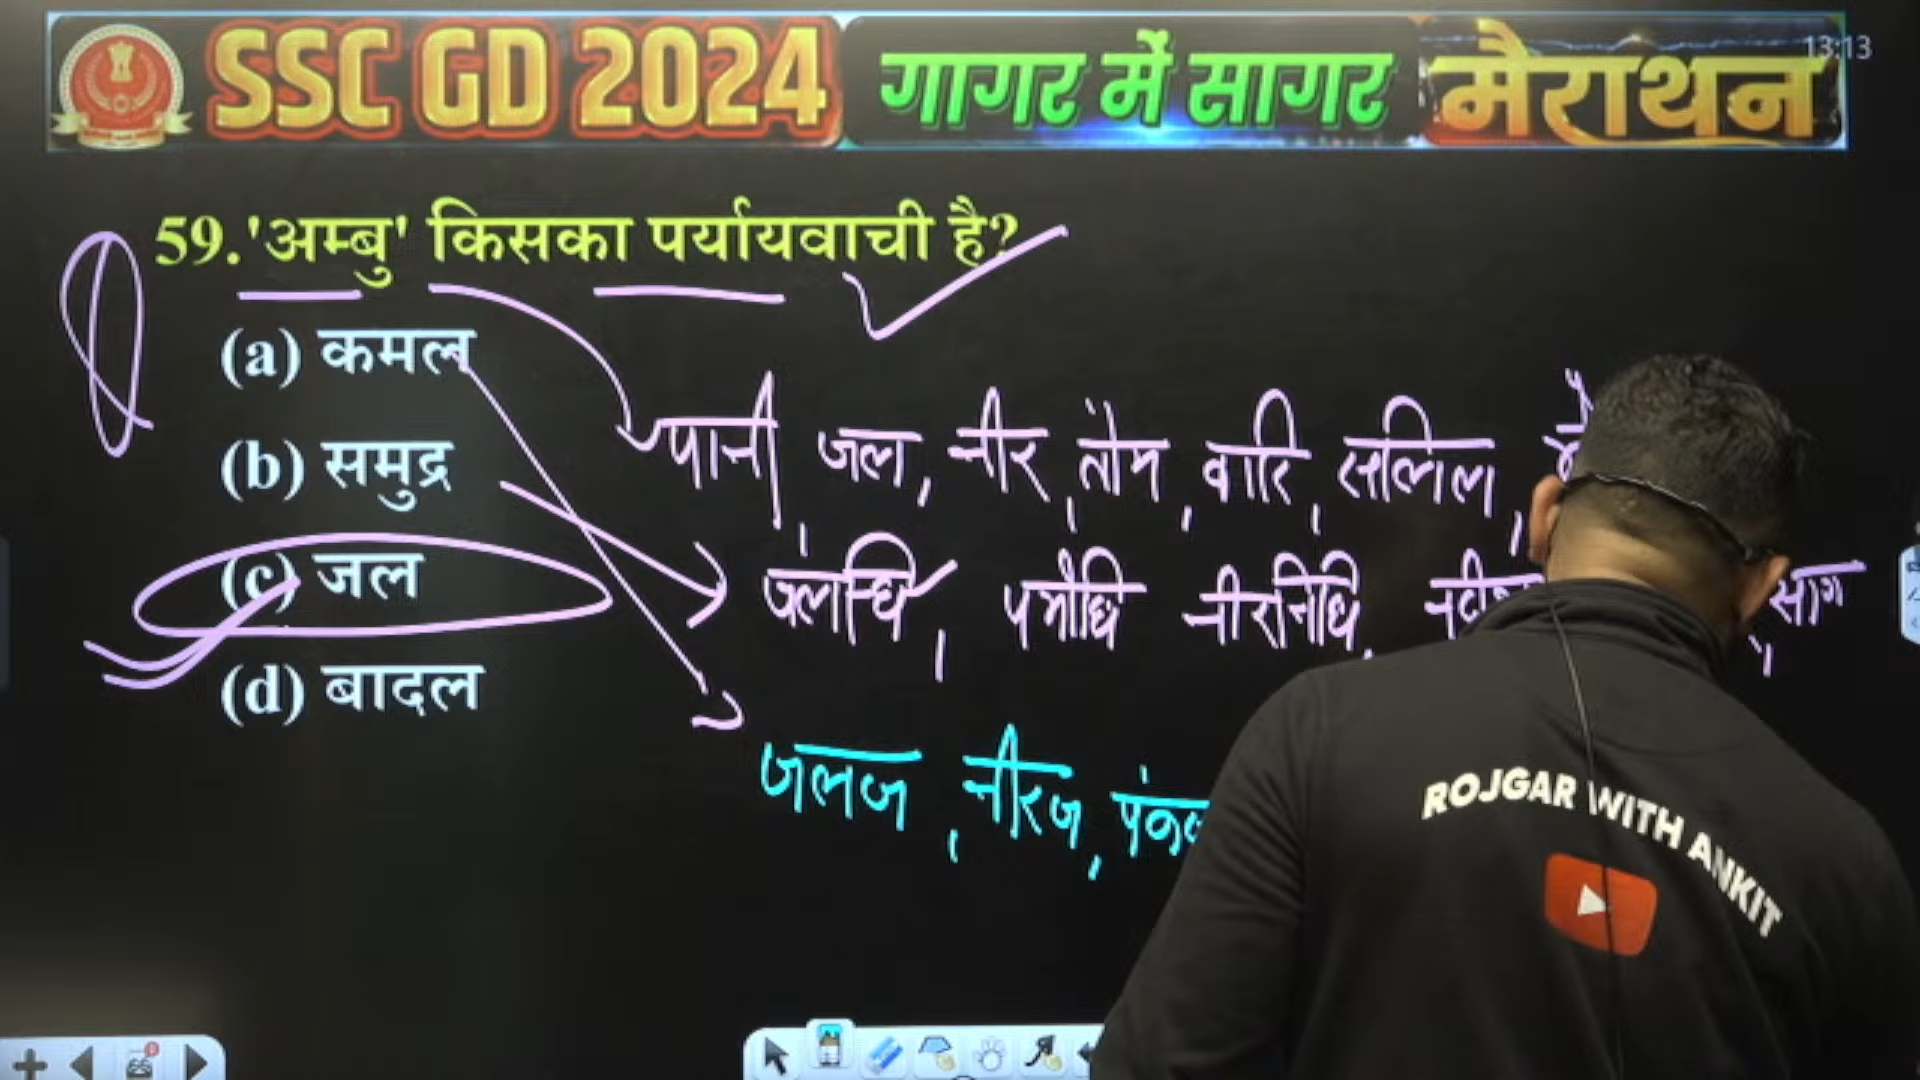 SSC GD 2024 गागर में सागर मैराथन
13:13
59. 'अम्बु' किसका पर्यायवाची है?
(a) कमल
(b) समुद्र
(c) जल
(d) बादल
पानी, जल, नीर, तोय, वारि, सलिल,
जलधि, पयोधि नीरनिधि,
जलज, नीरज,
ROJGAR WITH ANKIT